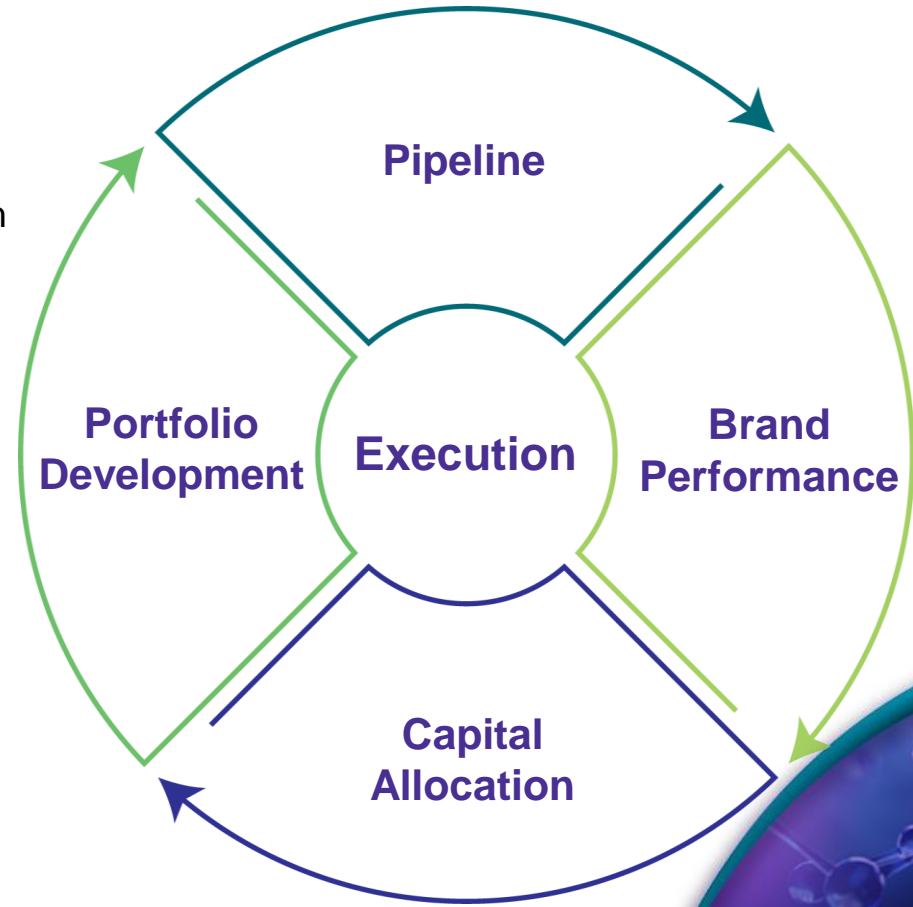 Pipeline
Portfolio
Development
Execution
Brand
Performance
Capital
Allocation